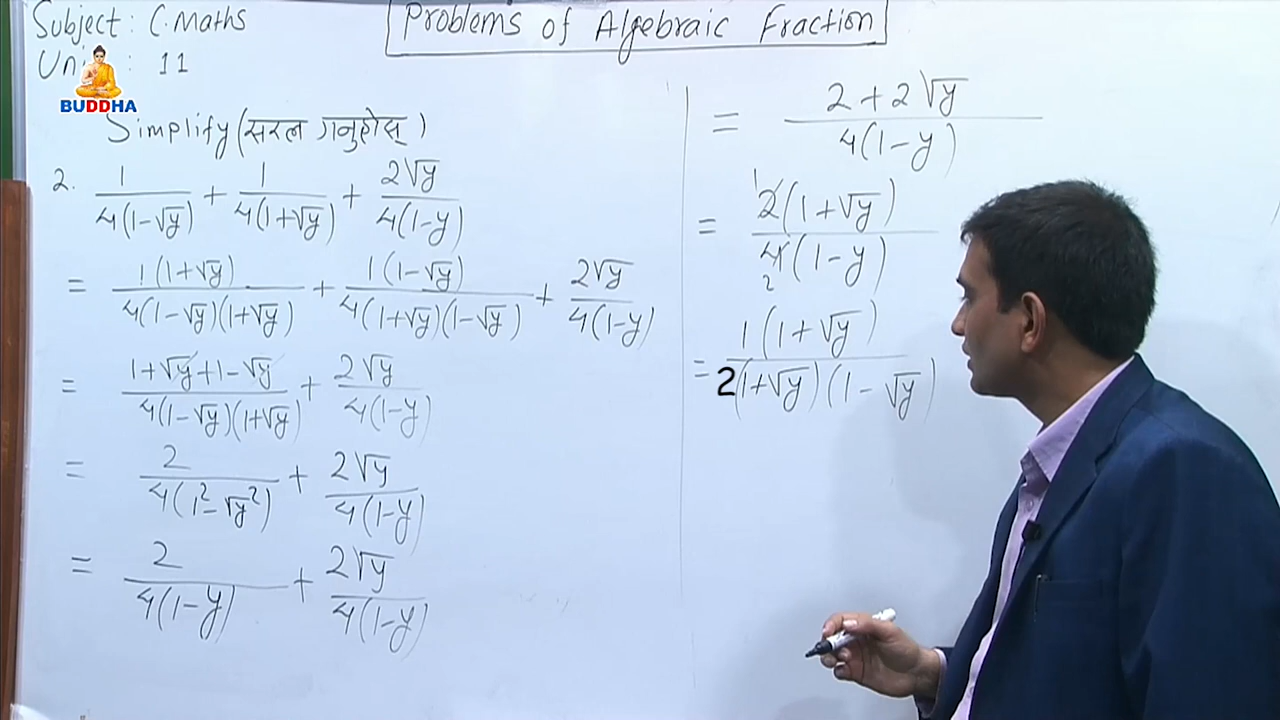 Subject: C.Maths
Problems of Algebraic Fraction
Uni : 11
BUDDHA
Simplify (सरल गर्नुहोस्)
2. 1/4(1-√y) + 1/4(1+√y) + 2√y/4(1-y)
= 1(1+√y)/4(1-√y)(1+√y) + 1(1-√y)/4(1+√y)(1-√y) + 2√y/4(1-y)
= 1+√y+1-√y/4(1-√y)(1+√y) + 2√y/4(1-y)
= 2/4(1²-√y²) + 2√y/4(1-y)
= 2/4(1-y) + 2√y/4(1-y)
= 2+2√y/4(1-y)
= 1 2(1+√y)/4(1-y) 2
= 1(1+√y)/2(1+√y)(1-√y)